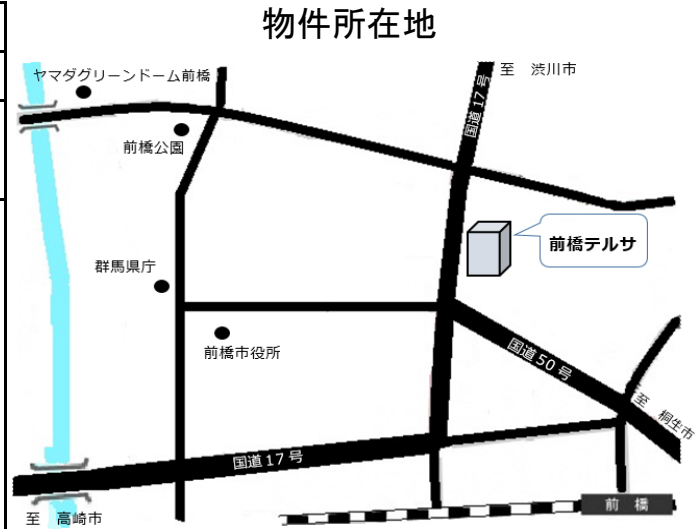 物件所在地
ヤマダグリーンドーム前橋
至　渋川市
国道17号
前橋公園
前橋テルサ
群馬県庁
前橋市役所
国道50号
至　桐生市
国道17号
前　橋
至　高崎市